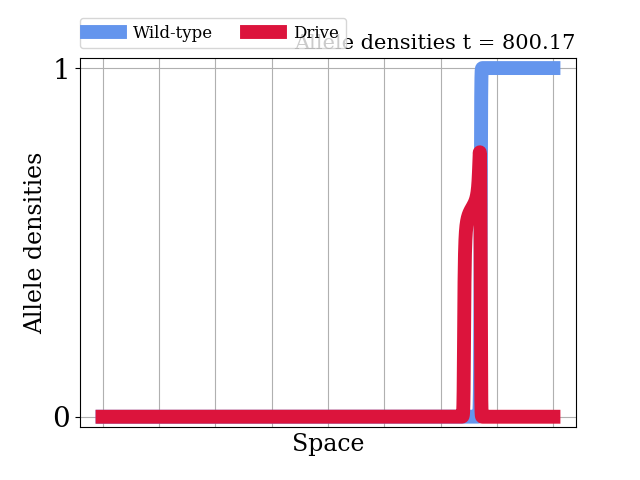 Wild-type Drive
Allele densities t = 800.17
1
Allele densities
0
Space